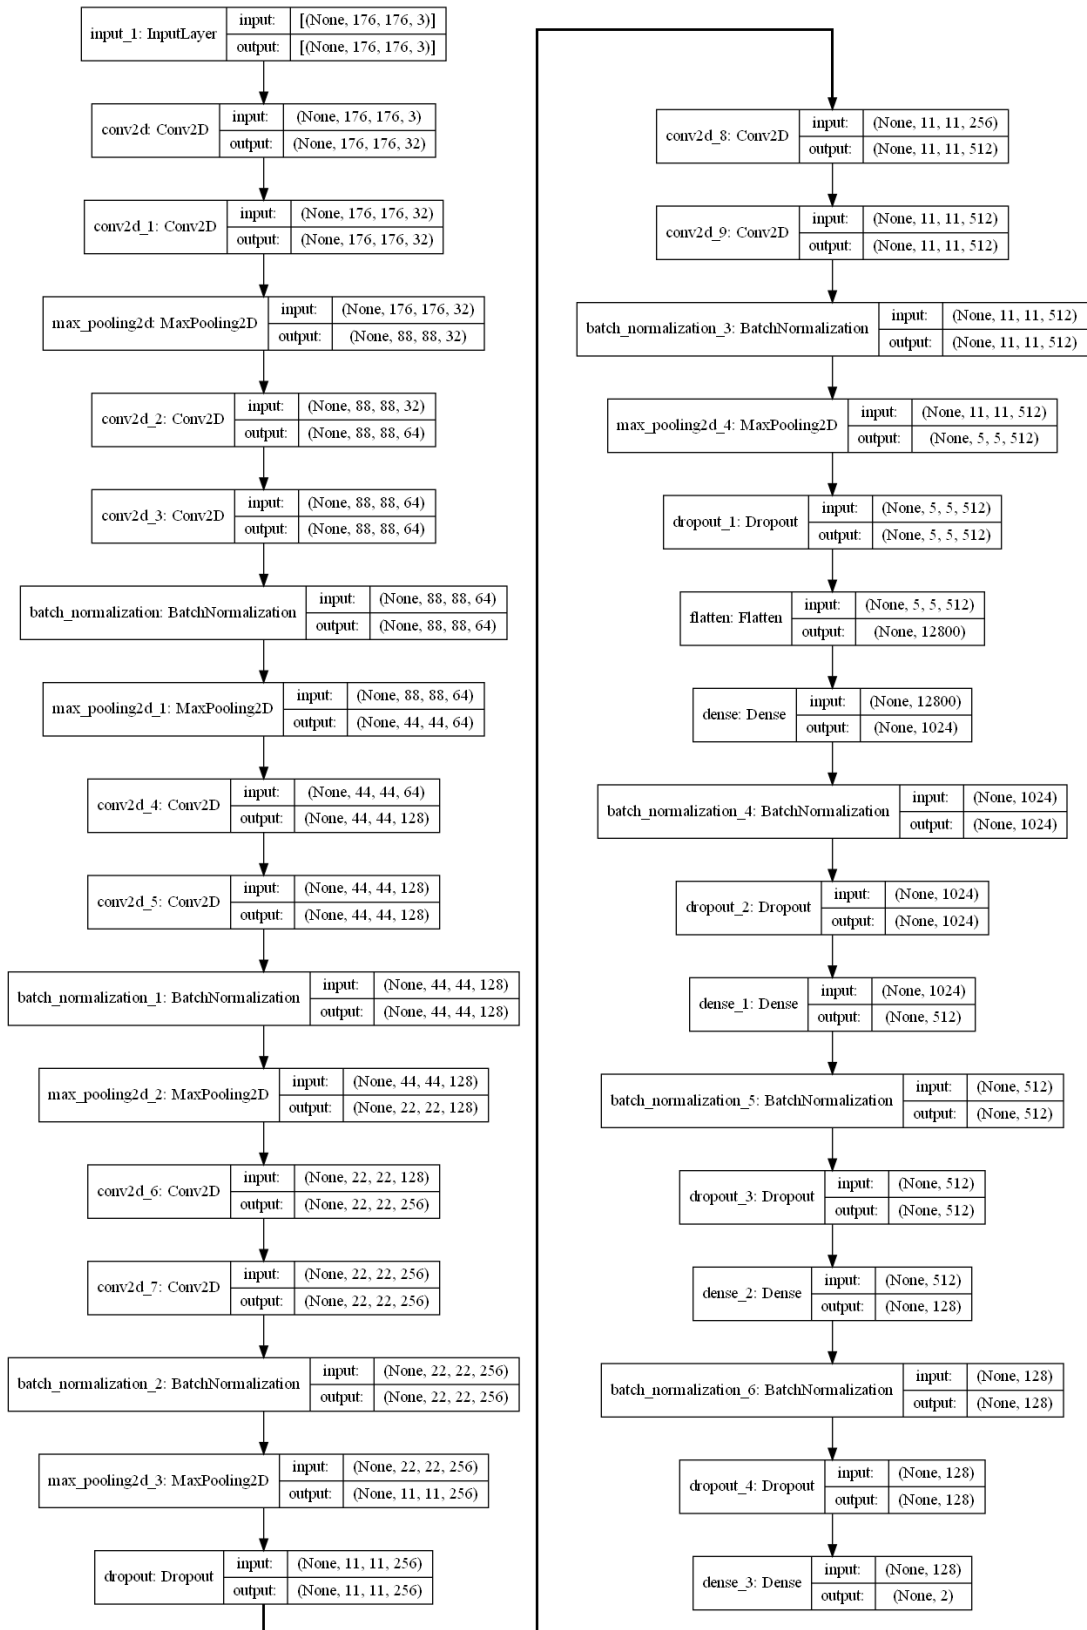 input_1: InputLayer input: [(None, 176, 176, 3)]
output: [(None, 176, 176, 3)]
conv2d: Conv2D input: (None, 176, 176, 3)
output: (None, 176, 176, 32)
conv2d_1: Conv2D input: (None, 176, 176, 32)
output: (None, 176, 176, 32)
max_pooling2d: MaxPooling2D input: (None, 176, 176, 32)
output: (None, 88, 88, 32)
conv2d_2: Conv2D input: (None, 88, 88, 32)
output: (None, 88, 88, 64)
conv2d_3: Conv2D input: (None, 88, 88, 64)
output: (None, 88, 88, 64)
batch_normalization: BatchNormalization input: (None, 88, 88, 64)
output: (None, 88, 88, 64)
max_pooling2d_1: MaxPooling2D input: (None, 88, 88, 64)
output: (None, 44, 44, 64)
conv2d_4: Conv2D input: (None, 44, 44, 64)
output: (None, 44, 44, 128)
conv2d_5: Conv2D input: (None, 44, 44, 128)
output: (None, 44, 44, 128)
batch_normalization_1: BatchNormalization input: (None, 44, 44, 128)
output: (None, 44, 44, 128)
max_pooling2d_2: MaxPooling2D input: (None, 44, 44, 128)
output: (None, 22, 22, 128)
conv2d_6: Conv2D input: (None, 22, 22, 128)
output: (None, 22, 22, 256)
conv2d_7: Conv2D input: (None, 22, 22, 256)
output: (None, 22, 22, 256)
batch_normalization_2: BatchNormalization input: (None, 22, 22, 256)
output: (None, 22, 22, 256)
max_pooling2d_3: MaxPooling2D input: (None, 22, 22, 256)
output: (None, 11, 11, 256)
dropout: Dropout input: (None, 11, 11, 256)
output: (None, 11, 11, 256)
conv2d_8: Conv2D input: (None, 11, 11, 256)
output: (None, 11, 11, 512)
conv2d_9: Conv2D input: (None, 11, 11, 512)
output: (None, 11, 11, 512)
batch_normalization_3: BatchNormalization input: (None, 11, 11, 512)
output: (None, 11, 11, 512)
max_pooling2d_4: MaxPooling2D input: (None, 11, 11, 512)
output: (None, 5, 5, 512)
dropout_1: Dropout input: (None, 5, 5, 512)
output: (None, 5, 5, 512)
flatten: Flatten input: (None, 5, 5, 512)
output: (None, 12800)
dense: Dense input: (None, 12800)
output: (None, 1024)
batch_normalization_4: BatchNormalization input: (None, 1024)
output: (None, 1024)
dropout_2: Dropout input: (None, 1024)
output: (None, 1024)
dense_1: Dense input: (None, 1024)
output: (None, 512)
batch_normalization_5: BatchNormalization input: (None, 512)
output: (None, 512)
dropout_3: Dropout input: (None, 512)
output: (None, 512)
dense_2: Dense input: (None, 512)
output: (None, 128)
batch_normalization_6: BatchNormalization input: (None, 128)
output: (None, 128)
dropout_4: Dropout input: (None, 128)
output: (None, 128)
dense_3: Dense input: (None, 128)
output: (None, 2)